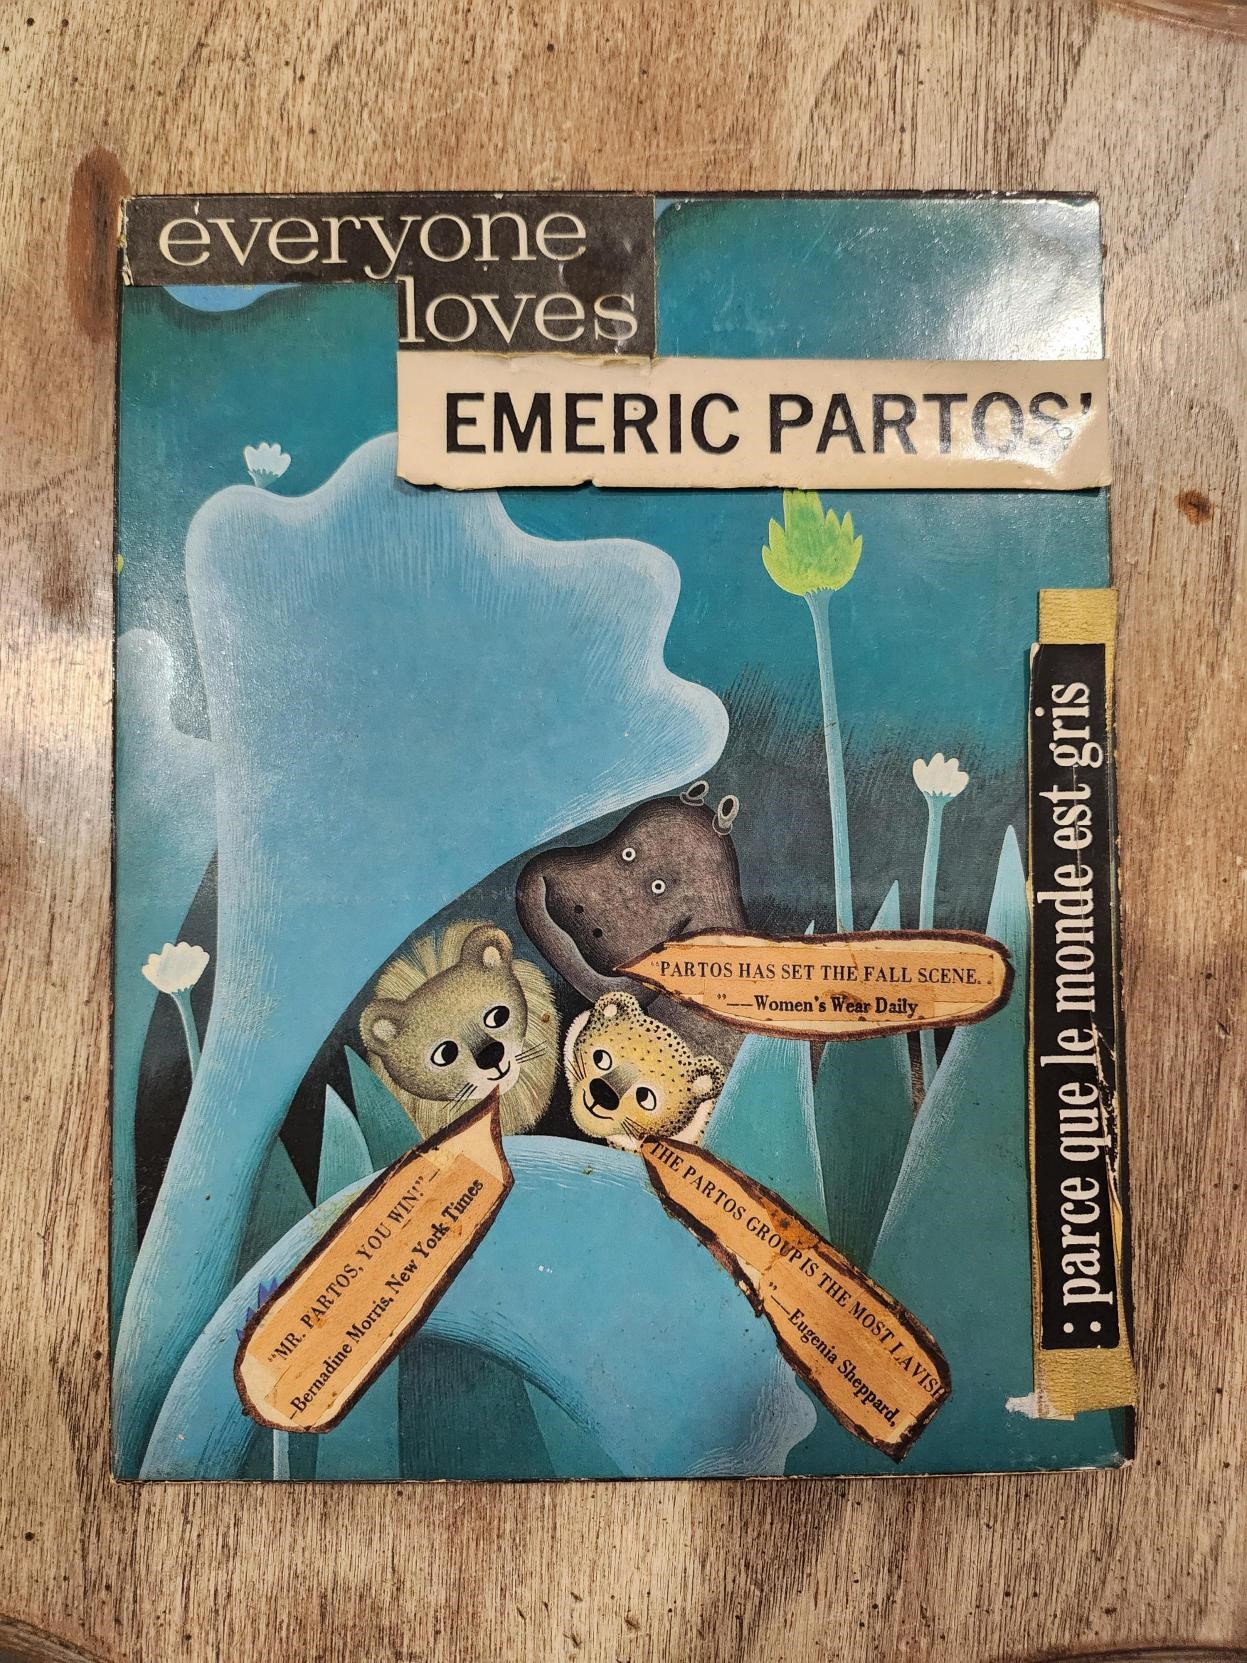 everyone
loves
EMERIC PARTOS'
: parce que le monde est gris
"PARTOS HAS SET THE FALL SCENE. .
"——Women's Wear Daily
"MR. PARTOS, YOU WIN!"—
—Bernadine Morris, New York Times
THE PARTOS GROUP IS THE MOST LAVISH
"—Eugenia Sheppard,